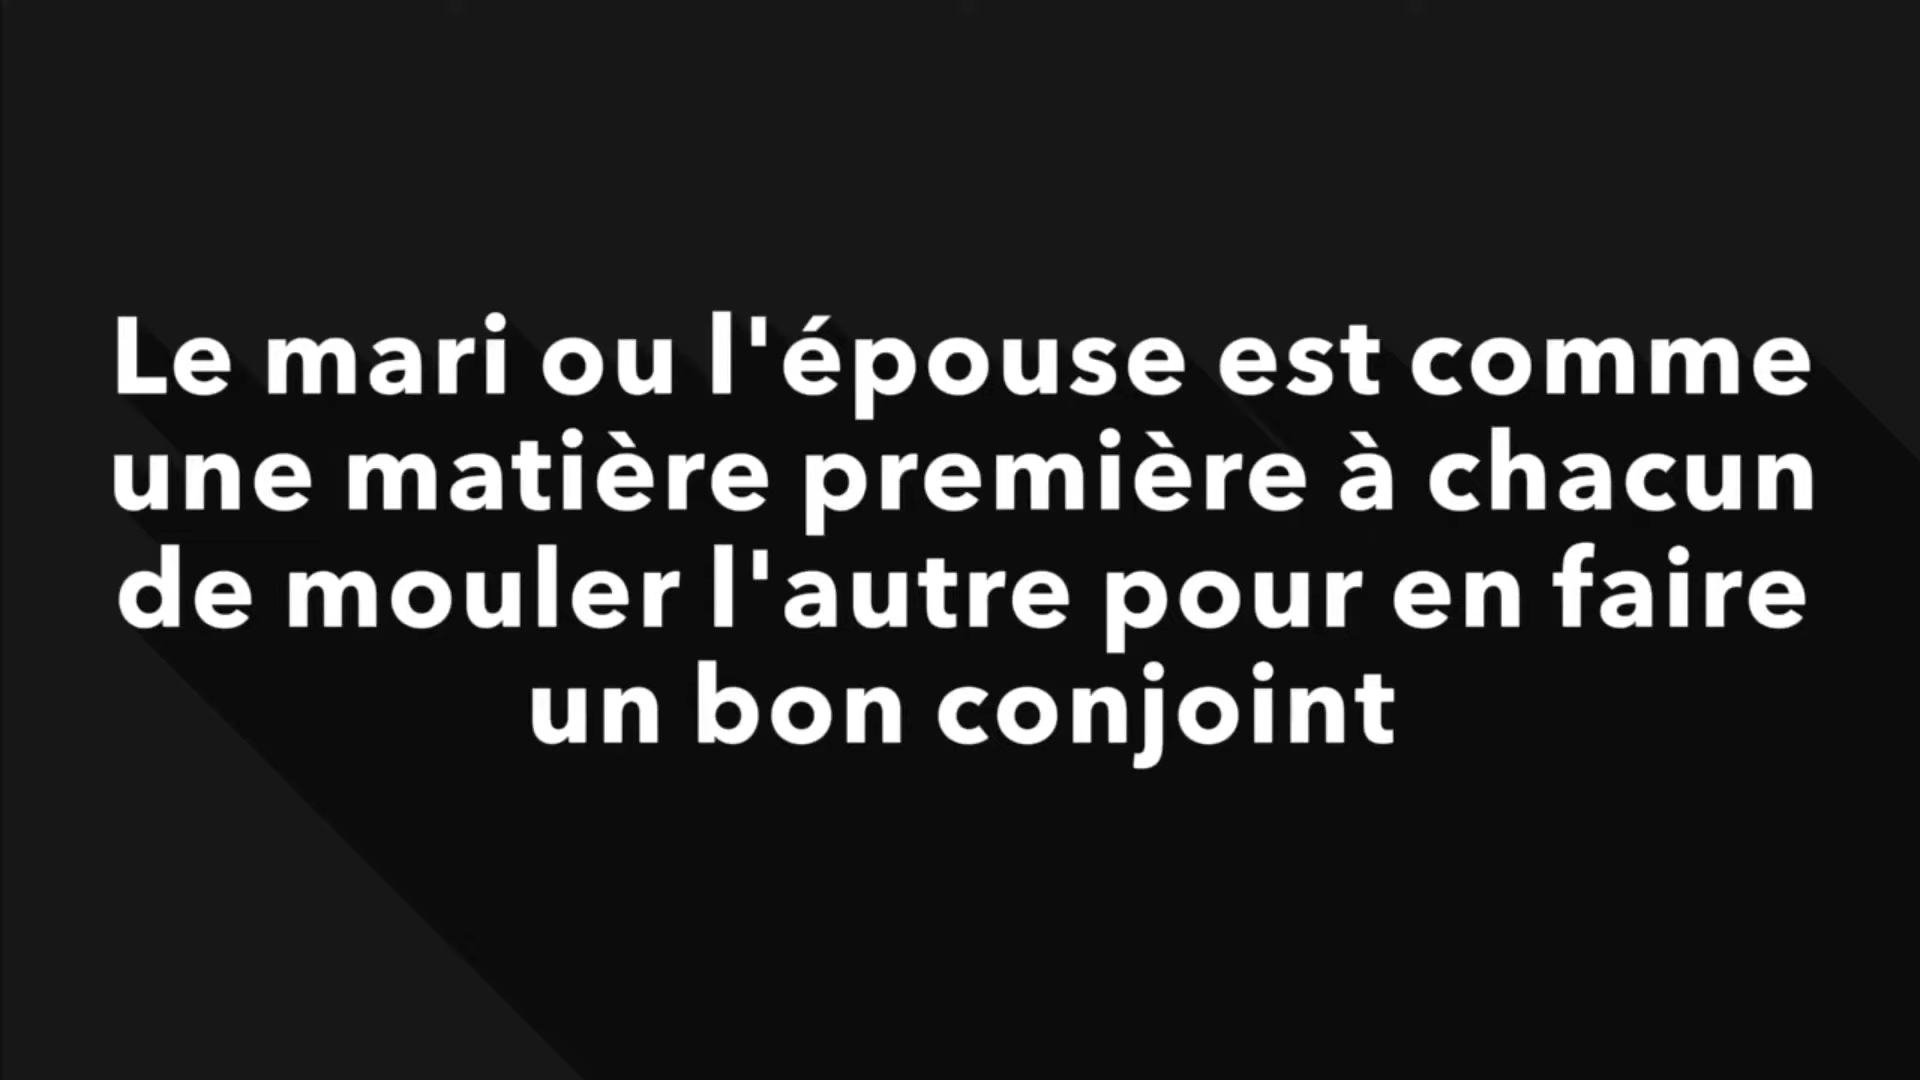 Le mari ou l'épouse est comme
une matière première à chacun
de mouler l'autre pour en faire
un bon conjoint